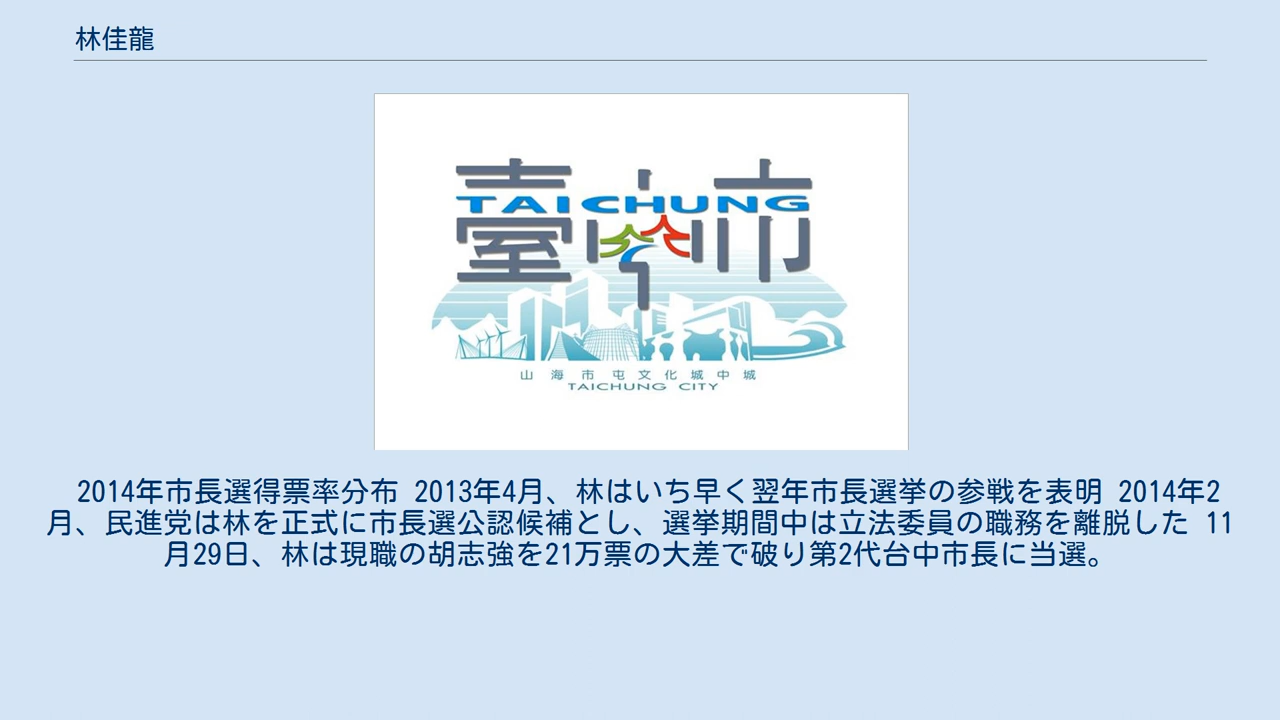 林佳龍
臺中市
TAICHUNG
山海市屯文化城中城
TAICHUNG CITY
2014年市長選得票率分布 2013年4月、林はいち早く翌年市長選挙の参戦を表明 2014年2
月、民進党は林を正式に市長選公認候補とし、選挙期間中は立法委員の職務を離脱した 11
月29日、林は現職の胡志強を21万票の大差で破り第2代台中市長に当選。